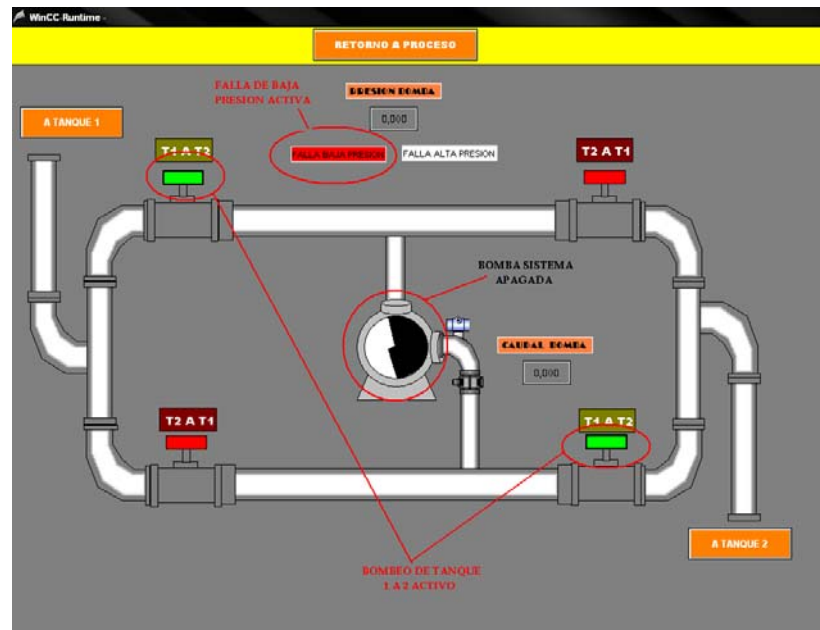 WinCC-Runtime -
RETORNO A PROCESO
FALLA DE BAJA
PRESION ACTIVA
PRESION BOMBA
0,000
A TANQUE 1
T1 A T2
FALLA BAJA PRESION
FALLA ALTA PRESION
T2 A T1
BOMBA SISTEMA
APAGADA
CAUDAL BOMBA
0,000
T2 A T1
T1 A T2
A TANQUE 2
BOMBEO DE TANQUE
1 A 2 ACTIVO